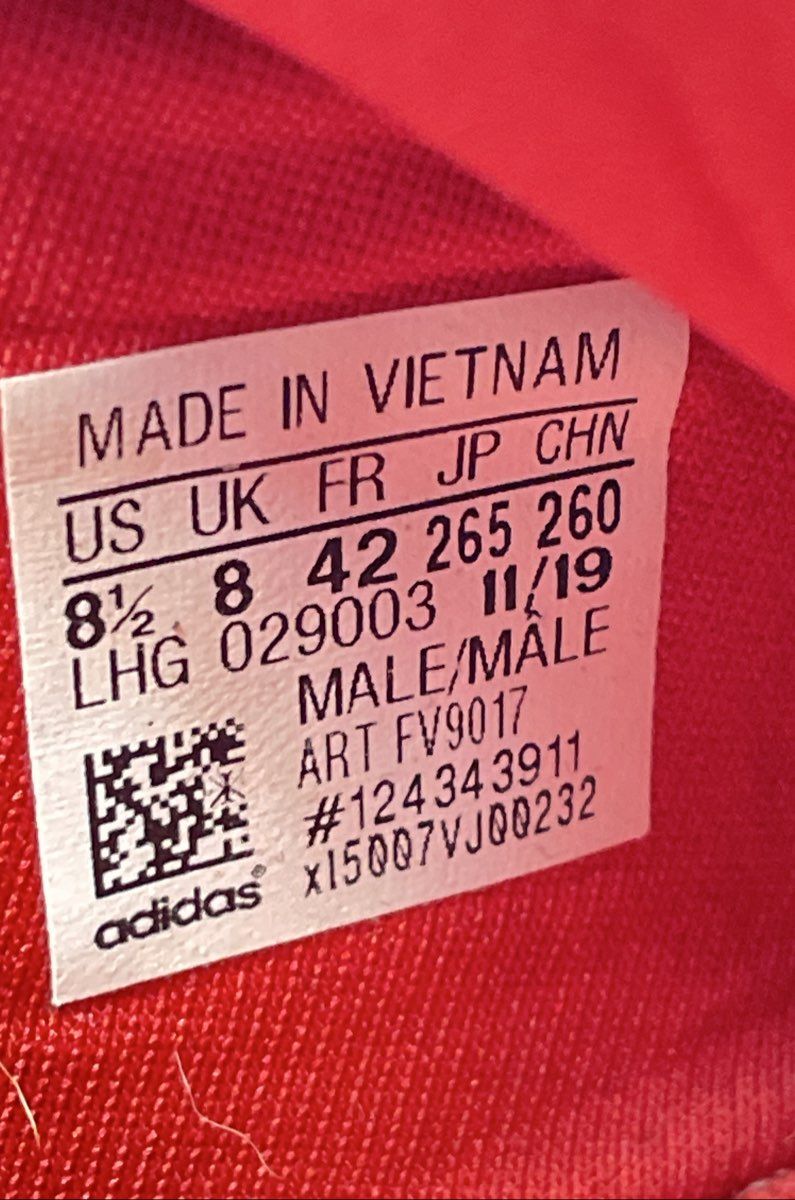 MADE IN VIETNAM
US UK FR JP CHN
8½ 8 42 265 260
LHG 029003 11/19
MALE/MÂLE
ART FV9017
#124343911
xI5007VJ00232
adidas®